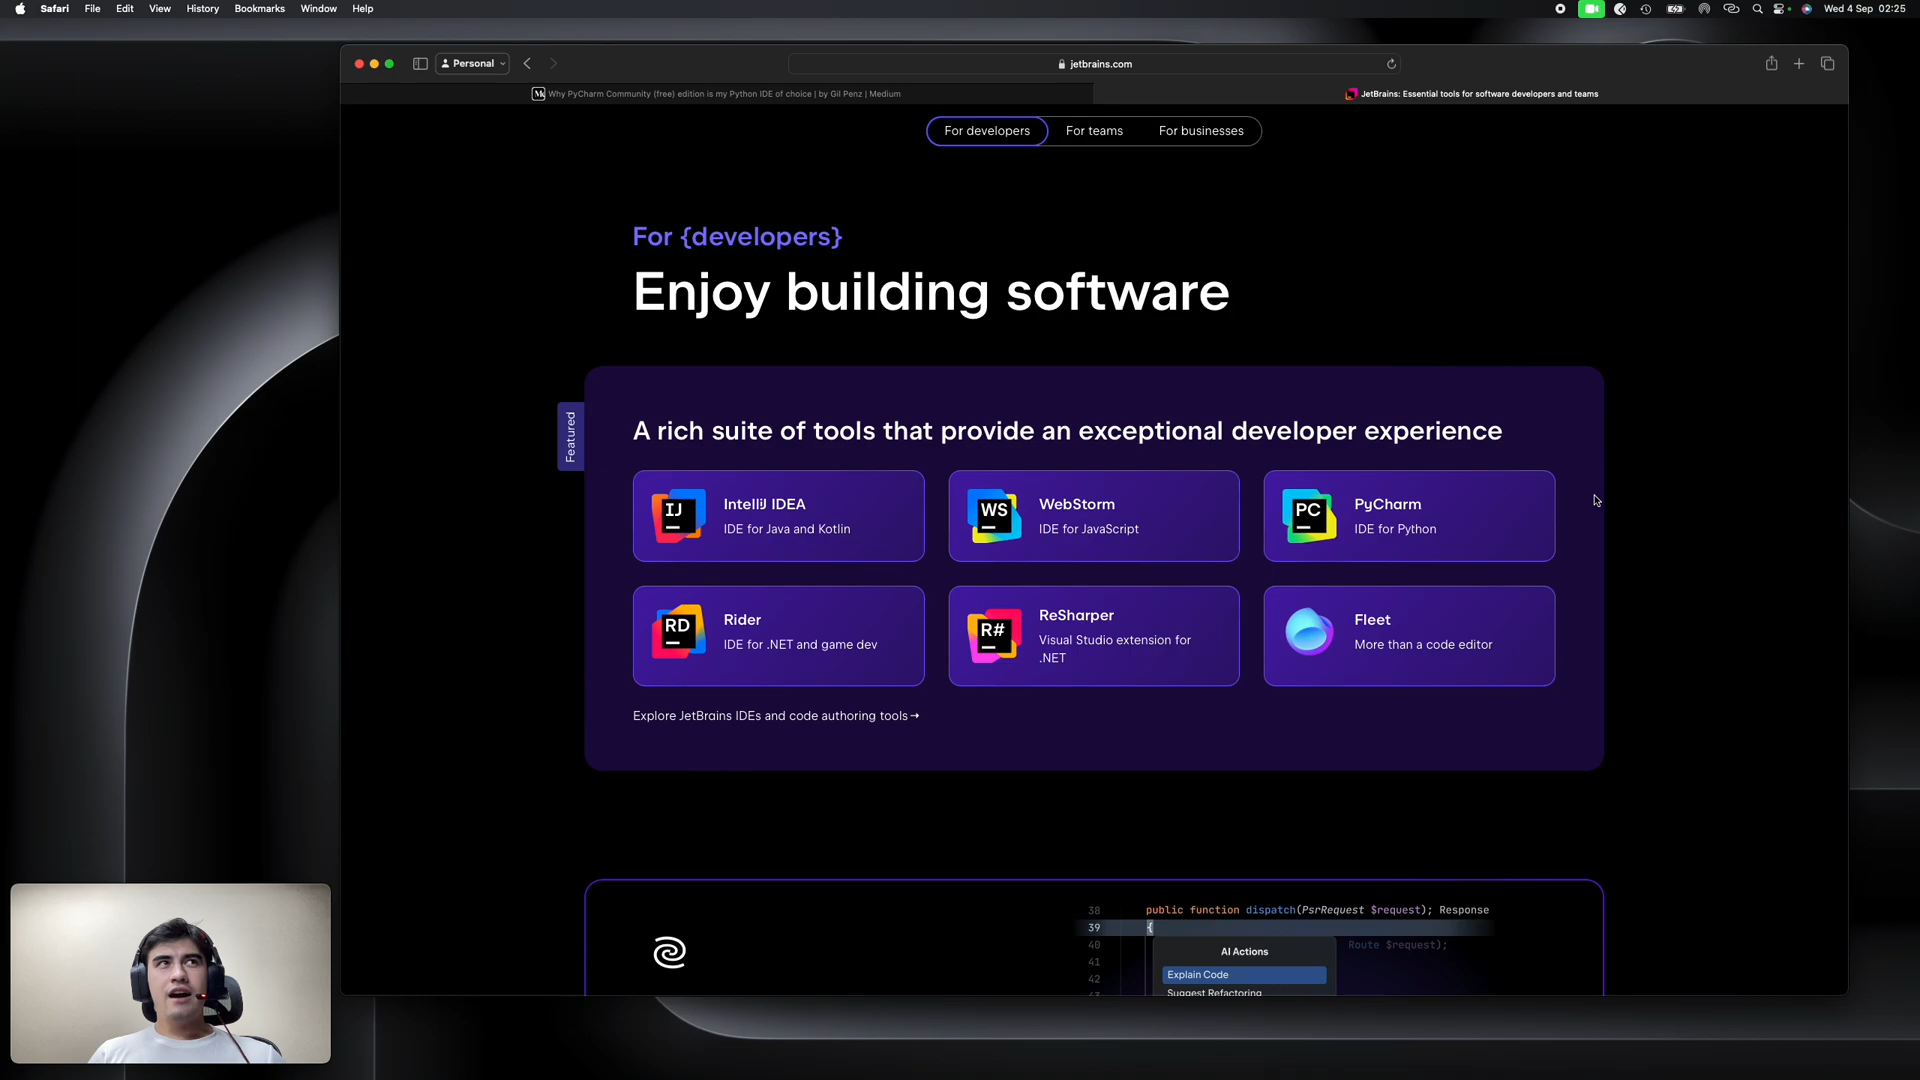 Safari File Edit View History Bookmarks Window Help
Wed 4 Sep 02:25
Personal
jetbrains.com
Why PyCharm Community (free) edition is my Python IDE of choice | by Gil Penz | Medium
JetBrains: Essential tools for software developers and teams
For developers For teams For businesses
For {developers}
Enjoy building software
Featured
A rich suite of tools that provide an exceptional developer experience
IJ
IntelliJ IDEA
IDE for Java and Kotlin
WS
WebStorm
IDE for JavaScript
PC
PyCharm
IDE for Python
RD
Rider
IDE for .NET and game dev
R#
ReSharper
Visual Studio extension for
.NET
Fleet
More than a code editor
Explore JetBrains IDEs and code authoring tools →
38 public function dispatch(PsrRequest $request); Response
39 {
40 Route $request);
41 AI Actions
42 Explain Code
Suggest Refactoring